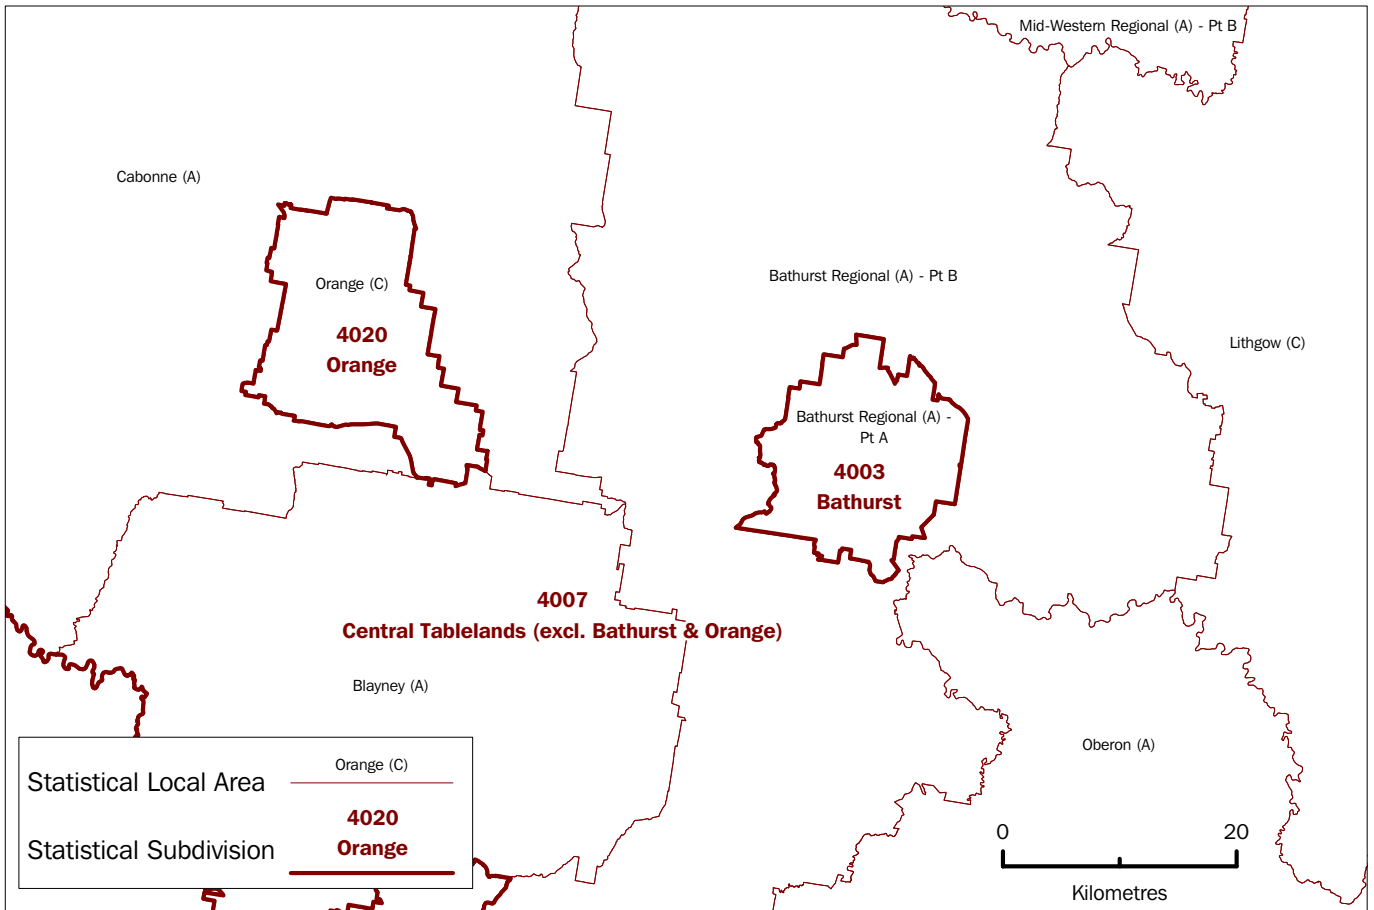 Mid-Western Regional (A) - Pt B
Cabonne (A)
Bathurst Regional (A) - Pt B
Orange (C)
4020
Orange
Lithgow (C)
Bathurst Regional (A) -
Pt A
4003
Bathurst
4007
Central Tablelands (excl. Bathurst & Orange)
Blayney (A)
Oberon (A)
Orange (C)
Statistical Local Area
4020
Orange
Statistical Subdivision
0 20
Kilometres